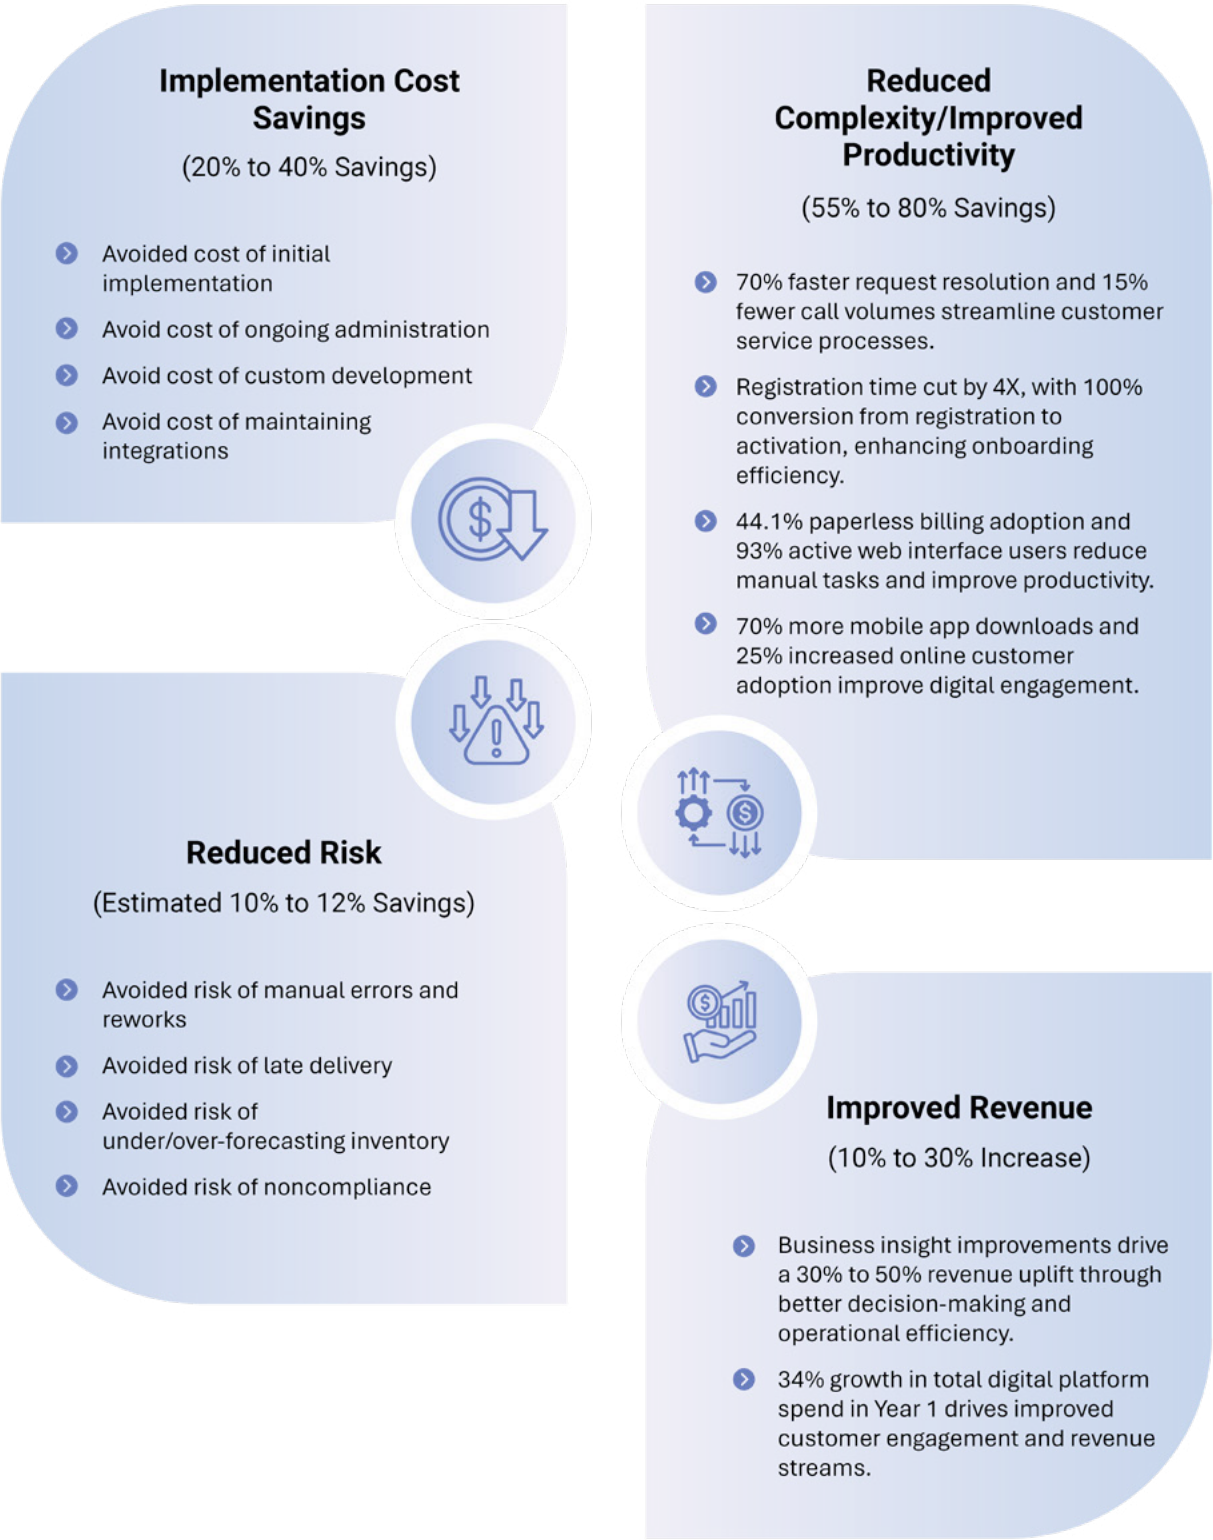 Implementation Cost
Savings
(20% to 40% Savings)
Avoided cost of initial
implementation
Avoid cost of ongoing administration
Avoid cost of custom development
Avoid cost of maintaining
integrations
$
Reduced
Complexity/Improved
Productivity
(55% to 80% Savings)
70% faster request resolution and 15%
fewer call volumes streamline customer
service processes.
Registration time cut by 4X, with 100%
conversion from registration to
activation, enhancing onboarding
efficiency.
44.1% paperless billing adoption and
93% active web interface users reduce
manual tasks and improve productivity.
70% more mobile app downloads and
25% increased online customer
adoption improve digital engagement.
$
!
Reduced Risk
(Estimated 10% to 12% Savings)
Avoided risk of manual errors and
reworks
Avoided risk of late delivery
Avoided risk of
under/over-forecasting inventory
Avoided risk of noncompliance
$
Improved Revenue
(10% to 30% Increase)
Business insight improvements drive
a 30% to 50% revenue uplift through
better decision-making and
operational efficiency.
34% growth in total digital platform
spend in Year 1 drives improved
customer engagement and revenue
streams.